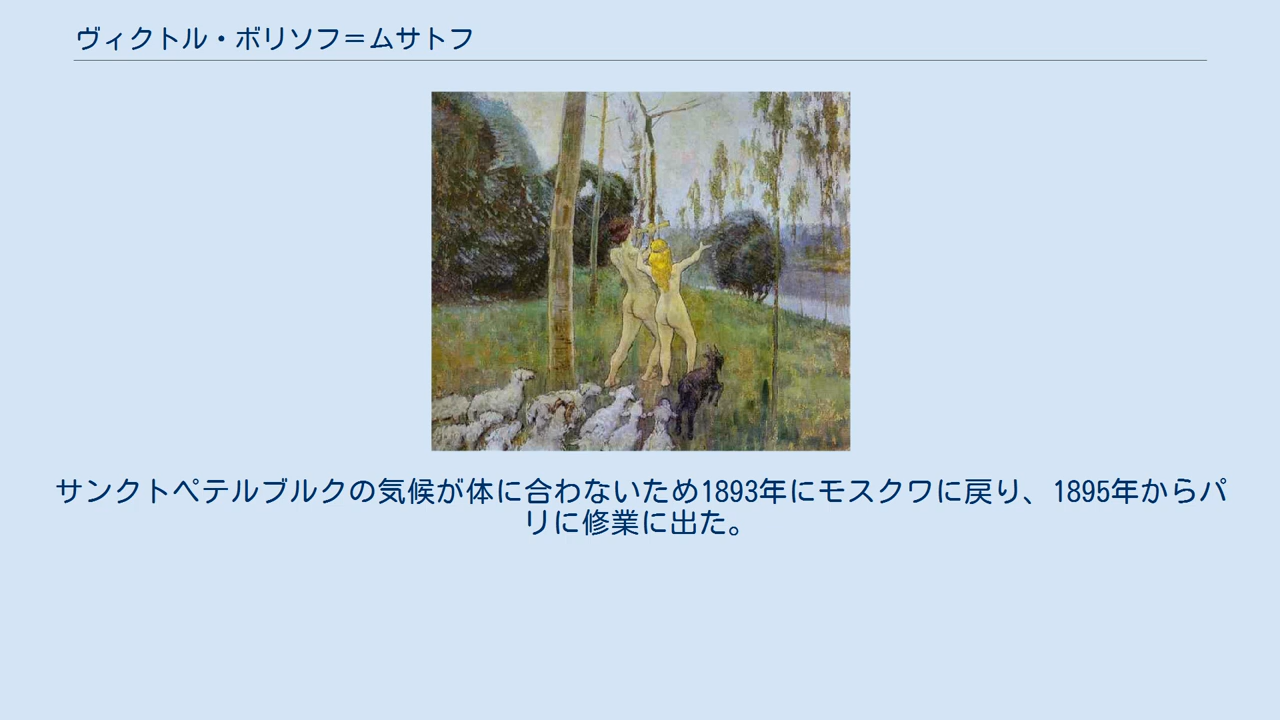 ヴィクトル・ボリソフ＝ムサトフ
サンクトペテルブルクの気候が体に合わないため1893年にモスクワに戻り、1895年からパ
リに修業に出た。